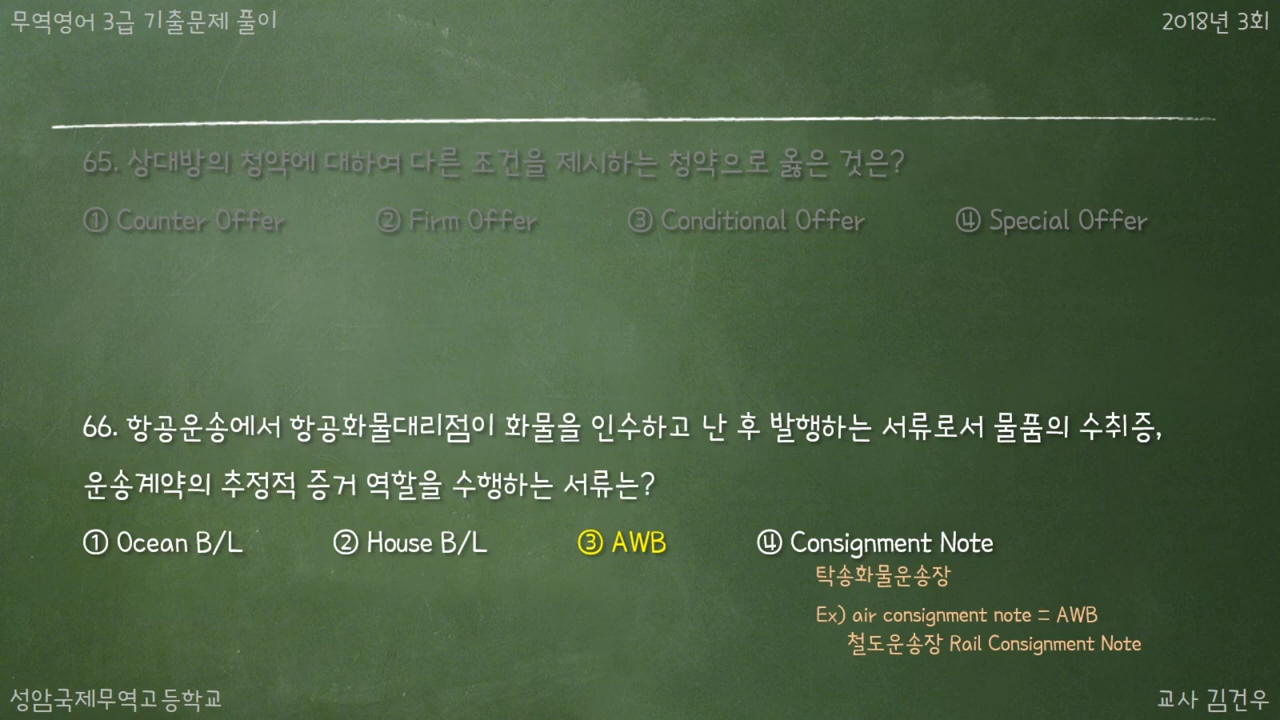 무역영어 3급 기출문제 풀이
2018년 3회
65. 상대방의 청약에 대하여 다른 조건을 제시하는 청약으로 옳은 것은?
① Counter Offer ② Firm Offer ③ Conditional Offer ④ Special Offer
66. 항공운송에서 항공화물대리점이 화물을 인수하고 난 후 발행하는 서류로서 물품의 수취증,
운송계약의 추정적 증거 역할을 수행하는 서류는?
① Ocean B/L ② House B/L ③ AWB ④ Consignment Note
탁송화물운송장
Ex) air consignment note = AWB
철도운송장 Rail Consignment Note
성암국제무역고등학교
교사 김건우